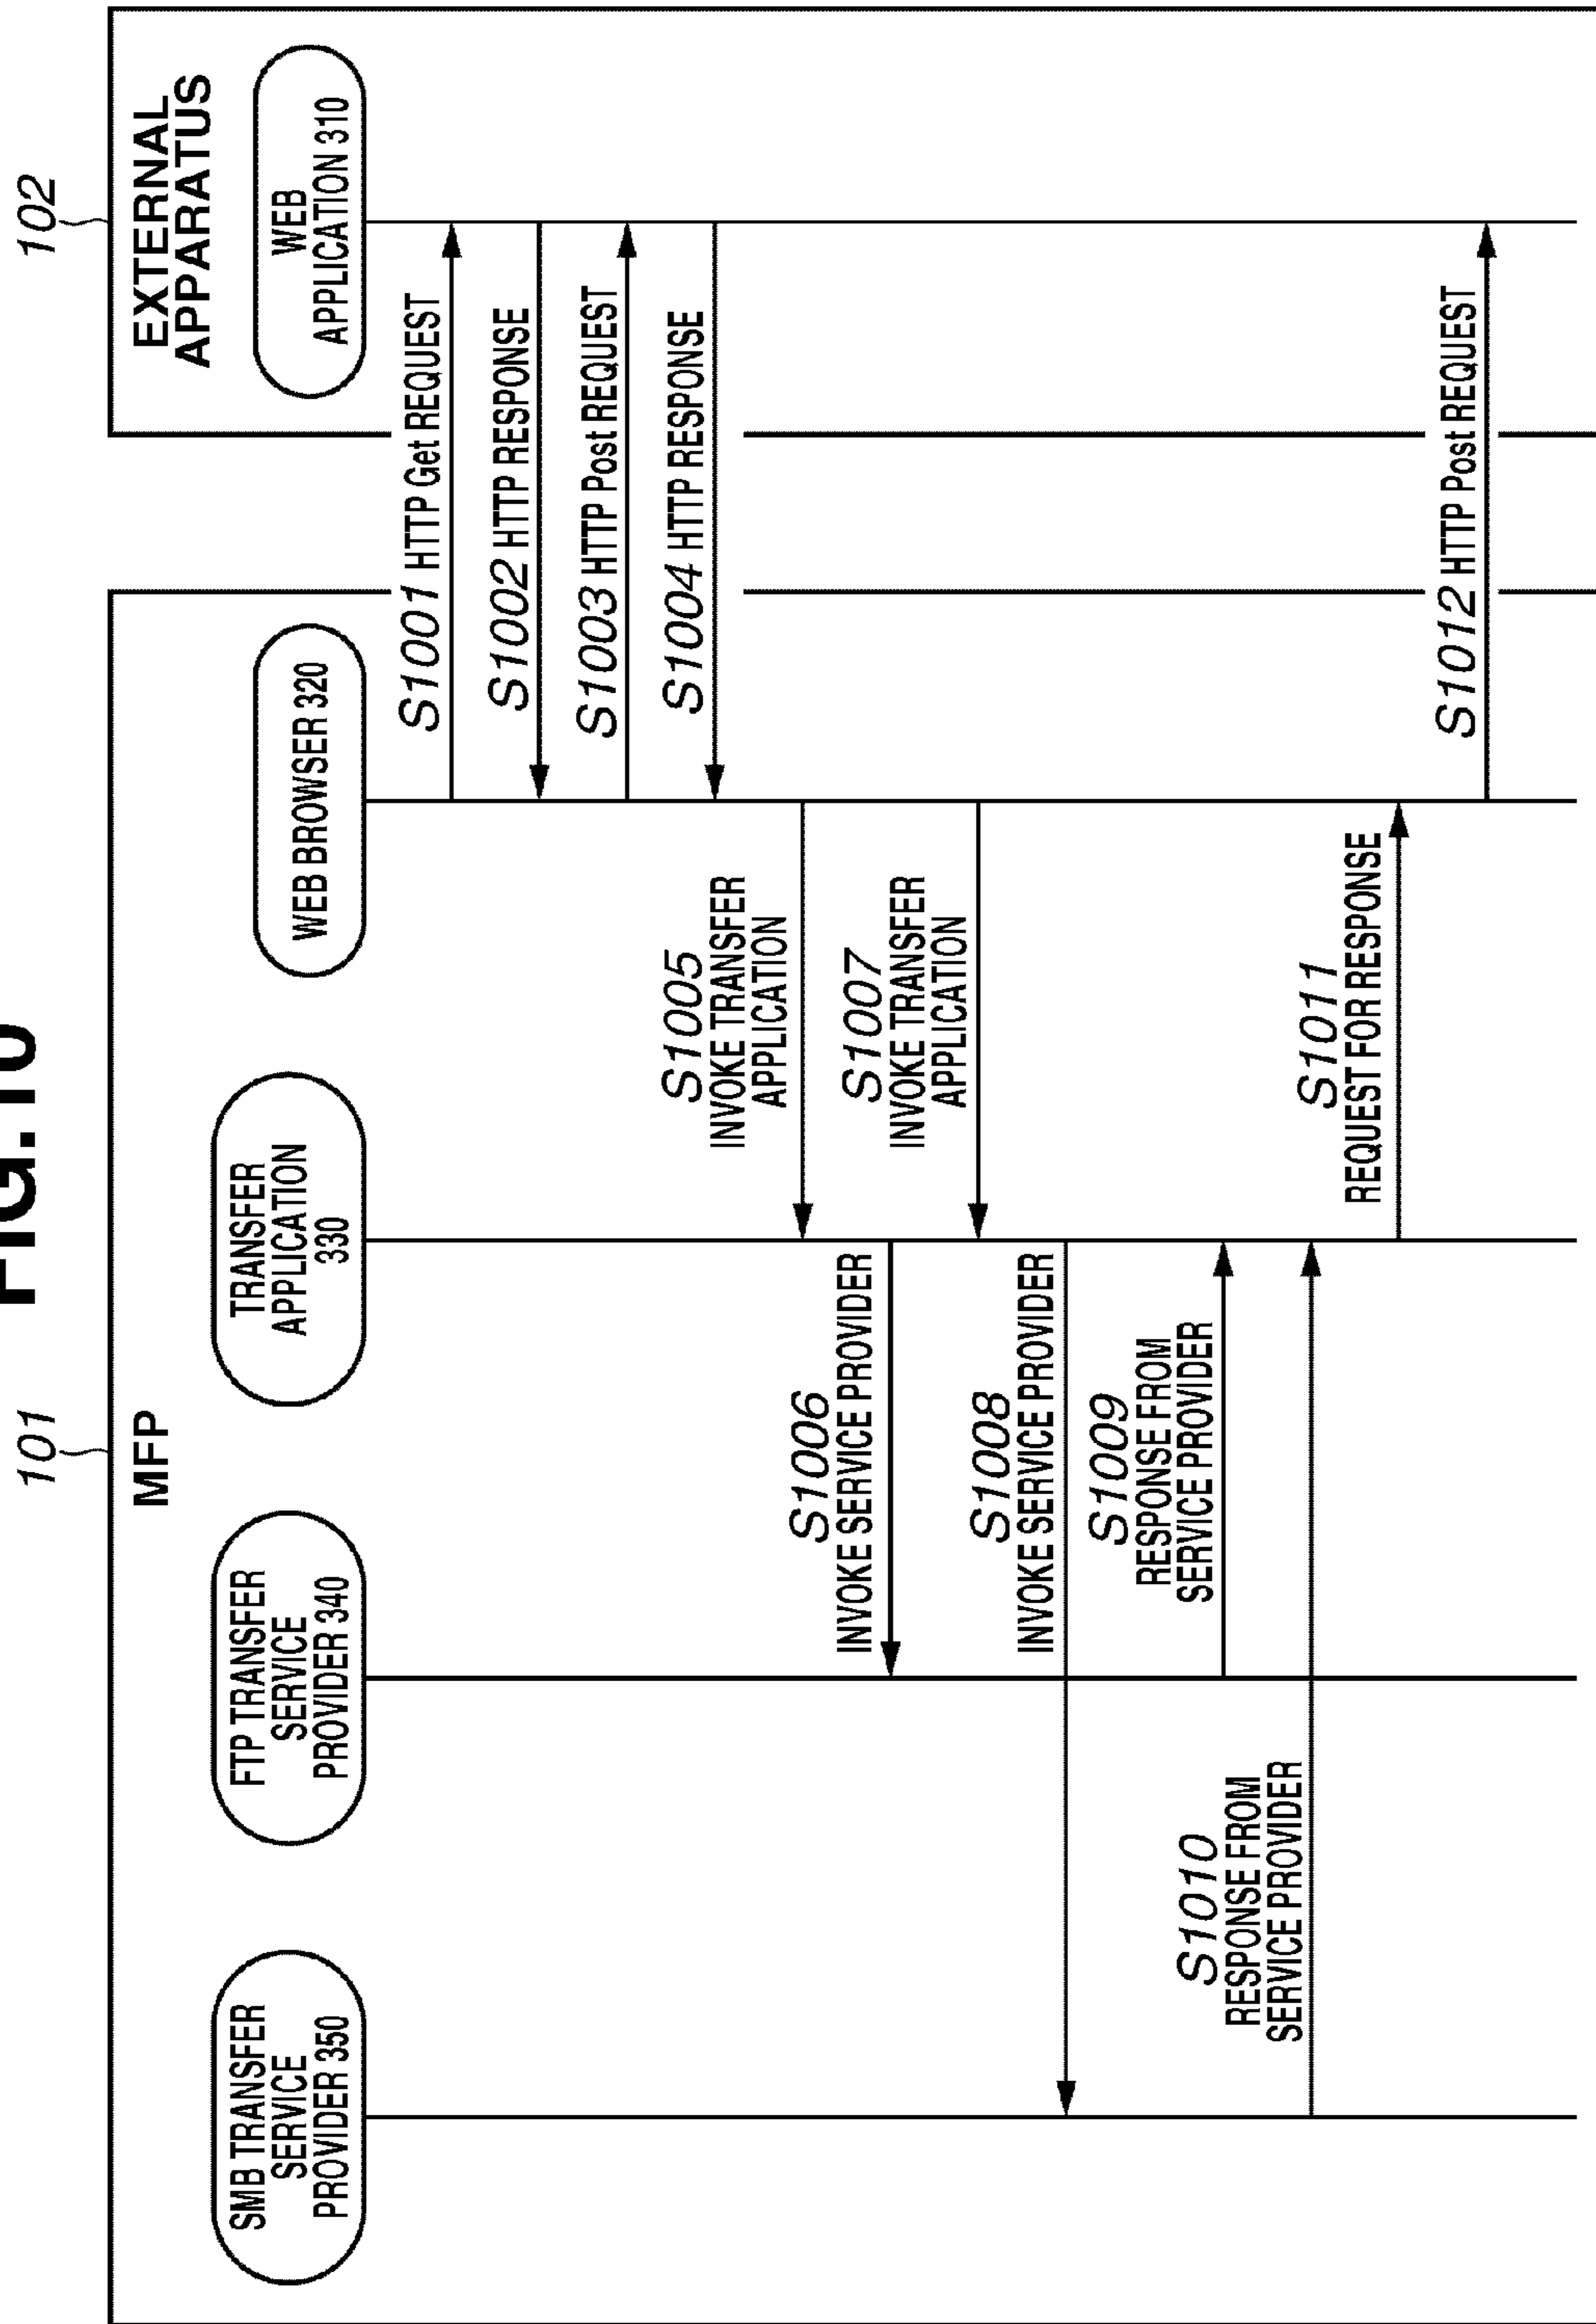 FIG. 10
101
102
MFP
EXTERNAL
APPARATUS
SMB TRANSFER
SERVICE
PROVIDER 350
FTP TRANSFER
SERVICE
PROVIDER 340
TRANSFER
APPLICATION
330
WEB BROWSER 320
WEB
APPLICATION 310
S1001 HTTP Get REQUEST
S1002 HTTP RESPONSE
S1003 HTTP Post REQUEST
S1004 HTTP RESPONSE
S1005
INVOKE TRANSFER
APPLICATION
S1006
INVOKE SERVICE PROVIDER
S1007
INVOKE TRANSFER
APPLICATION
S1008
INVOKE SERVICE PROVIDER
S1009
RESPONSE FROM
SERVICE PROVIDER
S1010
RESPONSE FROM
SERVICE PROVIDER
S1011
REQUEST FOR RESPONSE
S1012 HTTP Post REQUEST